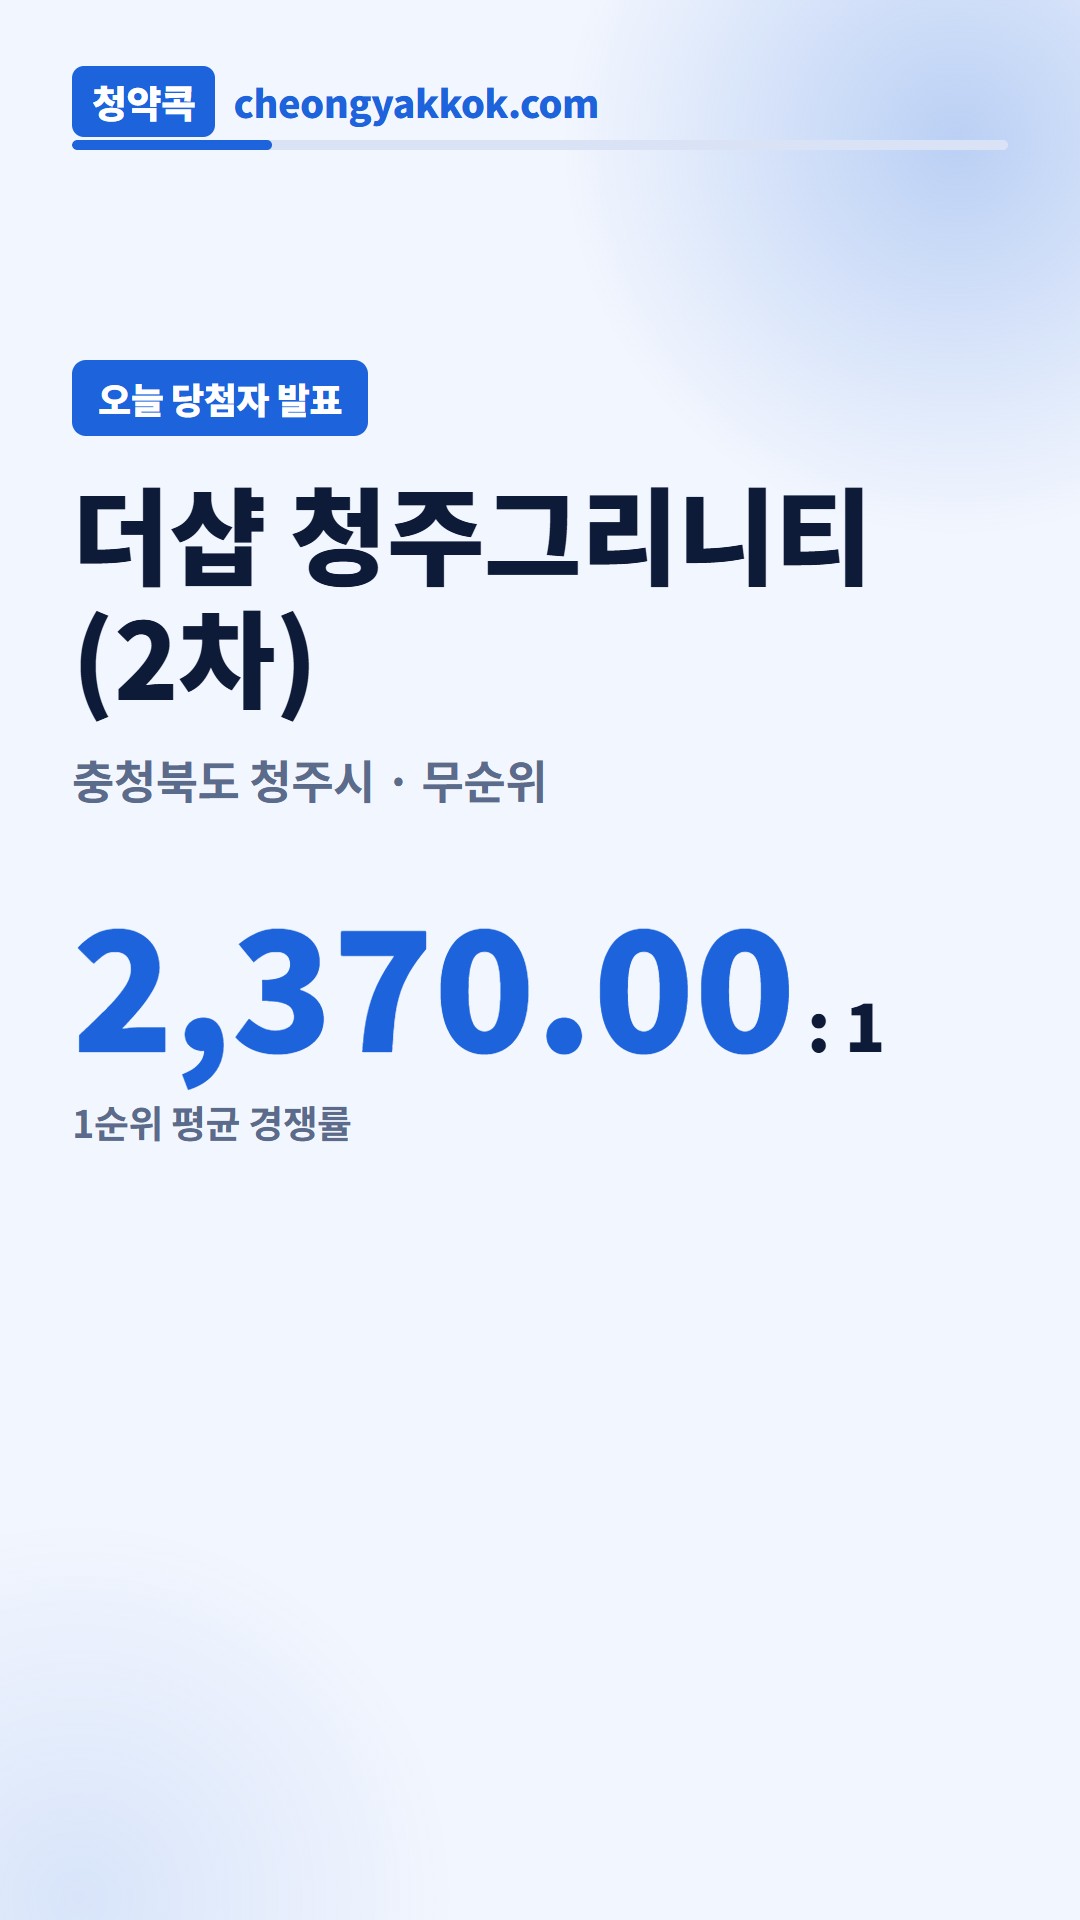 청약콕 cheongyakkok.com
오늘 당첨자 발표
더샵 청주그리니티
(2차)
충청북도 청주시 · 무순위
2,370.00 : 1
1순위 평균 경쟁률